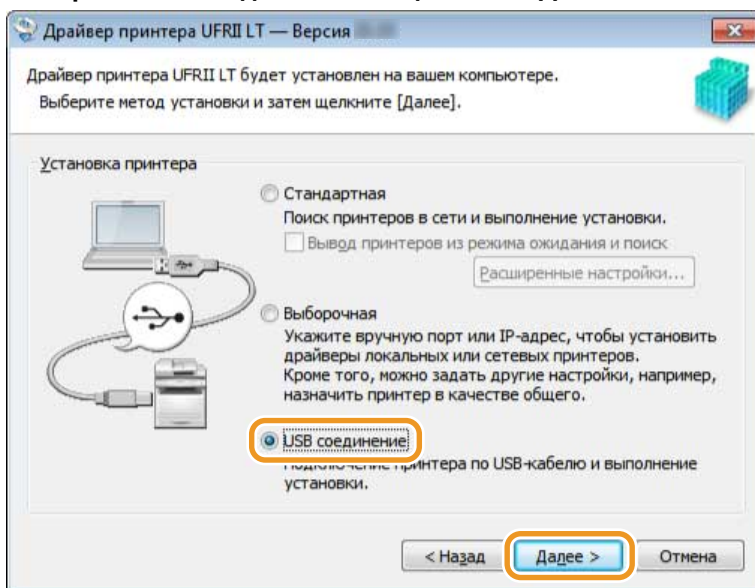 Драйвер принтера UFRII LT — Версия
Драйвер принтера UFRII LT будет установлен на вашем компьютере.
Выберите метод установки и затем щелкните [Далее].
Установка принтера
Стандартная
Поиск принтеров в сети и выполнение установки.
Вывод принтеров из режима ожидания и поиск
Расширенные настройки...
Выборочная
Укажите вручную порт или IP-адрес, чтобы установить
драйверы локальных или сетевых принтеров.
Кроме того, можно задать другие настройки, например,
назначить принтер в качестве общего.
USB соединение
Подключение принтера по USB-кабелю и выполнение
установки.
< Назад
Далее >
Отмена